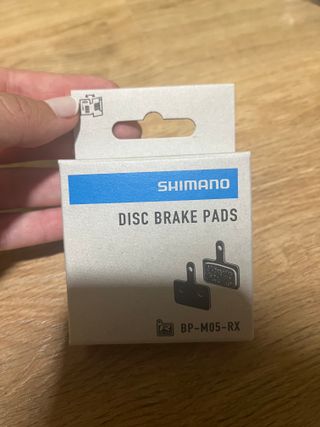 SHIMANO
DISC BRAKE PADS
BP-M05-RX